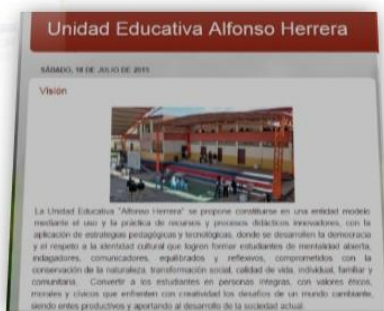 Unidad Educativa Alfonso Herrera
SÁBADO, 18 DE JULIO DE 2015
Visión
La Unidad Educativa "Alfonso Herrera" se propone constituirse en una entidad modelo
mediante el uso y la práctica de recursos y procesos didácticos innovadores, con la
aplicación de estrategias pedagógicas y tecnológicas, donde se desarrollen la democracia
y el respeto a la identidad cultural que logren formar estudiantes de mentalidad abierta,
indagadores, comunicadores, equilibrados y reflexivos, comprometidos con la
conservación de la naturaleza, transformación social, calidad de vida, individual, familiar y
comunitaria. Convertir a los estudiantes en personas íntegras, con valores éticos,
morales y cívicos que enfrenten con creatividad los desafíos de un mundo cambiante,
siendo entes productivos y aportando al desarrollo de la sociedad actual.